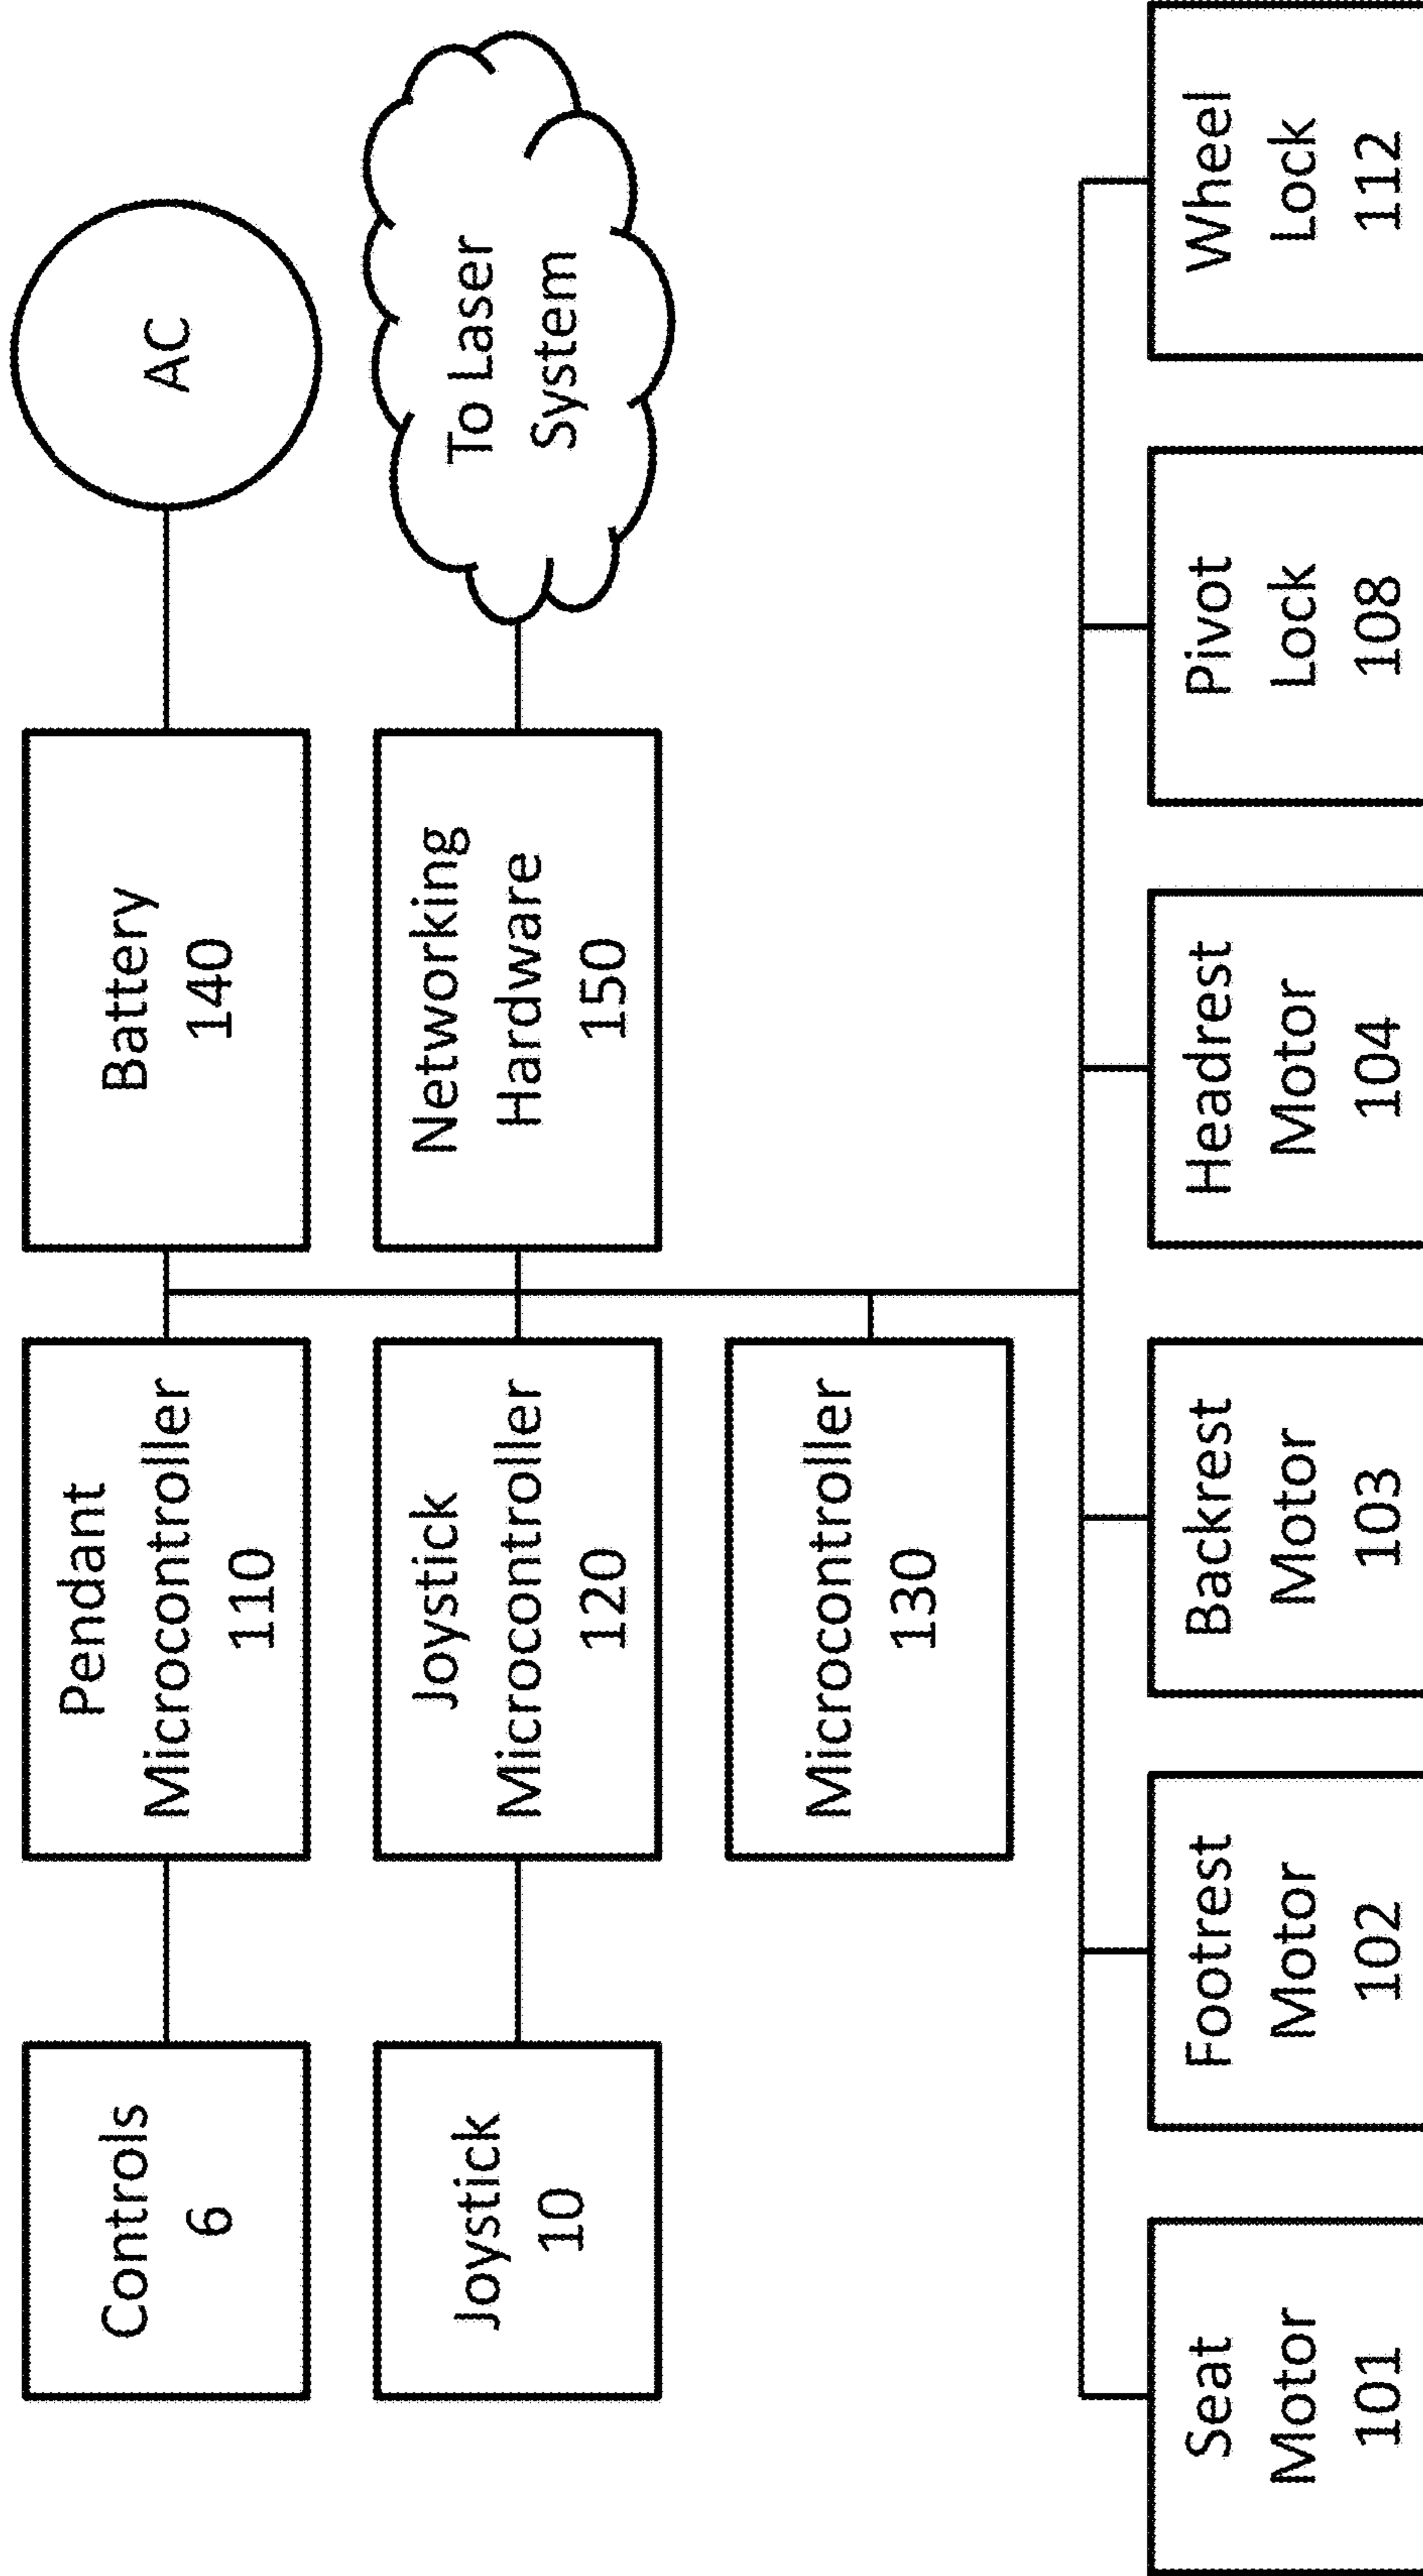 Controls
6
Pendant
Microcontroller
110
Battery
140
AC
Joystick
10
Joystick
Microcontroller
120
Networking
Hardware
150
To Laser
System
Microcontroller
130
Seat
Motor
101
Footrest
Motor
102
Backrest
Motor
103
Headrest
Motor
104
Pivot
Lock
108
Wheel
Lock
112